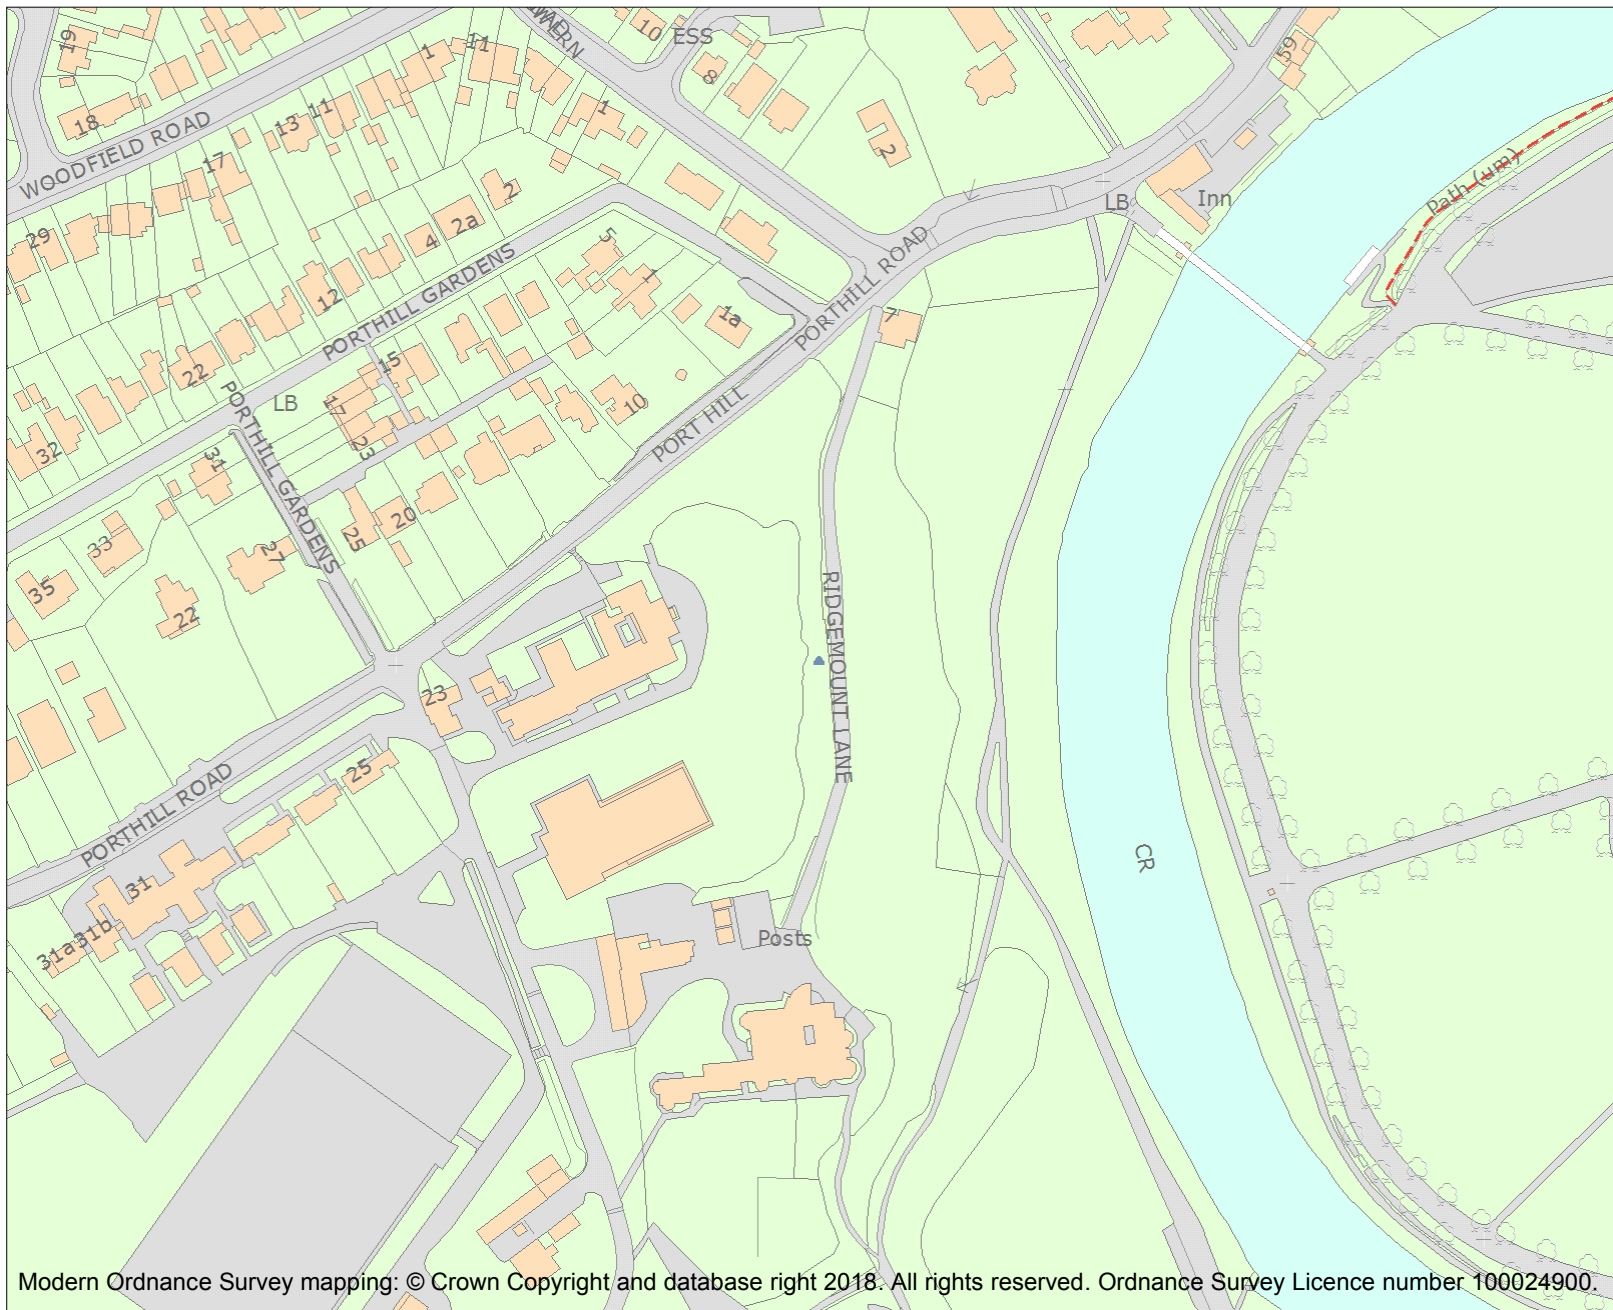 19
10
ESS
11
1
8
59
18
WOODFIELD ROAD
13
11
1
2
17
Path (um)
2
LB
Inn
29
4
2a
5
PORTHILL ROAD
1
12
PORTHILL GARDENS
1a
7
22
15
PORTHILL GARDENS
LB
17
10
PORT HILL
32
23
31
20
25
33
27
35
22
RIDGEMOUNT LANE
23
25
PORTHILL ROAD
CR
31
31b
31a
Posts
Modern Ordnance Survey mapping: © Crown Copyright and database right 2018. All rights reserved. Ordnance Survey Licence number 100024900.